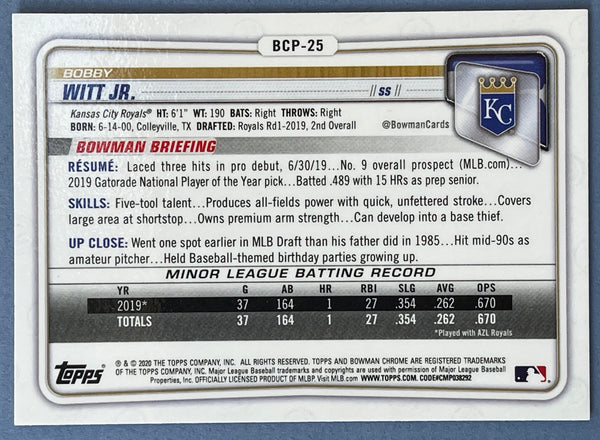 BCP-25
BOBBY
WITT JR.
// SS //
KC
Kansas City Royals® HT: 6'1" WT: 190 BATS: Right THROWS: Right
BORN: 6-14-00, Colleyville, TX DRAFTED: Royals Rd1-2019, 2nd Overall
@BowmanCards
BOWMAN BRIEFING
RÉSUMÉ: Laced three hits in pro debut, 6/30/19...No. 9 overall prospect (MLB.com)...
2019 Gatorade National Player of the Year pick...Batted .489 with 15 HRs as prep senior.
SKILLS: Five-tool talent...Produces all-fields power with quick, unfettered stroke...Covers
large area at shortstop...Owns premium arm strength...Can develop into a base thief.
UP CLOSE: Went one spot earlier in MLB Draft than his father did in 1985...Hit mid-90s as
amateur pitcher...Held Baseball-themed birthday parties growing up.
MINOR LEAGUE BATTING RECORD
YR G AB HR RBI SLG AVG OPS
2019* 37 164 1 27 .354 .262 .670
TOTALS 37 164 1 27 .354 .262 .670
*Played with AZL Royals
Topps
® & © 2020 THE TOPPS COMPANY, INC. ALL RIGHTS RESERVED. TOPPS AND BOWMAN CHROME ARE REGISTERED TRADEMARKS
OF THE TOPPS COMPANY, INC. Major League Baseball trademarks and copyrights are used with permission of Major League Baseball
Properties, Inc. OFFICIALLY LICENSED PRODUCT OF MLBP. Visit MLB.com WWW.TOPPS.COM. CODE#CMP038292